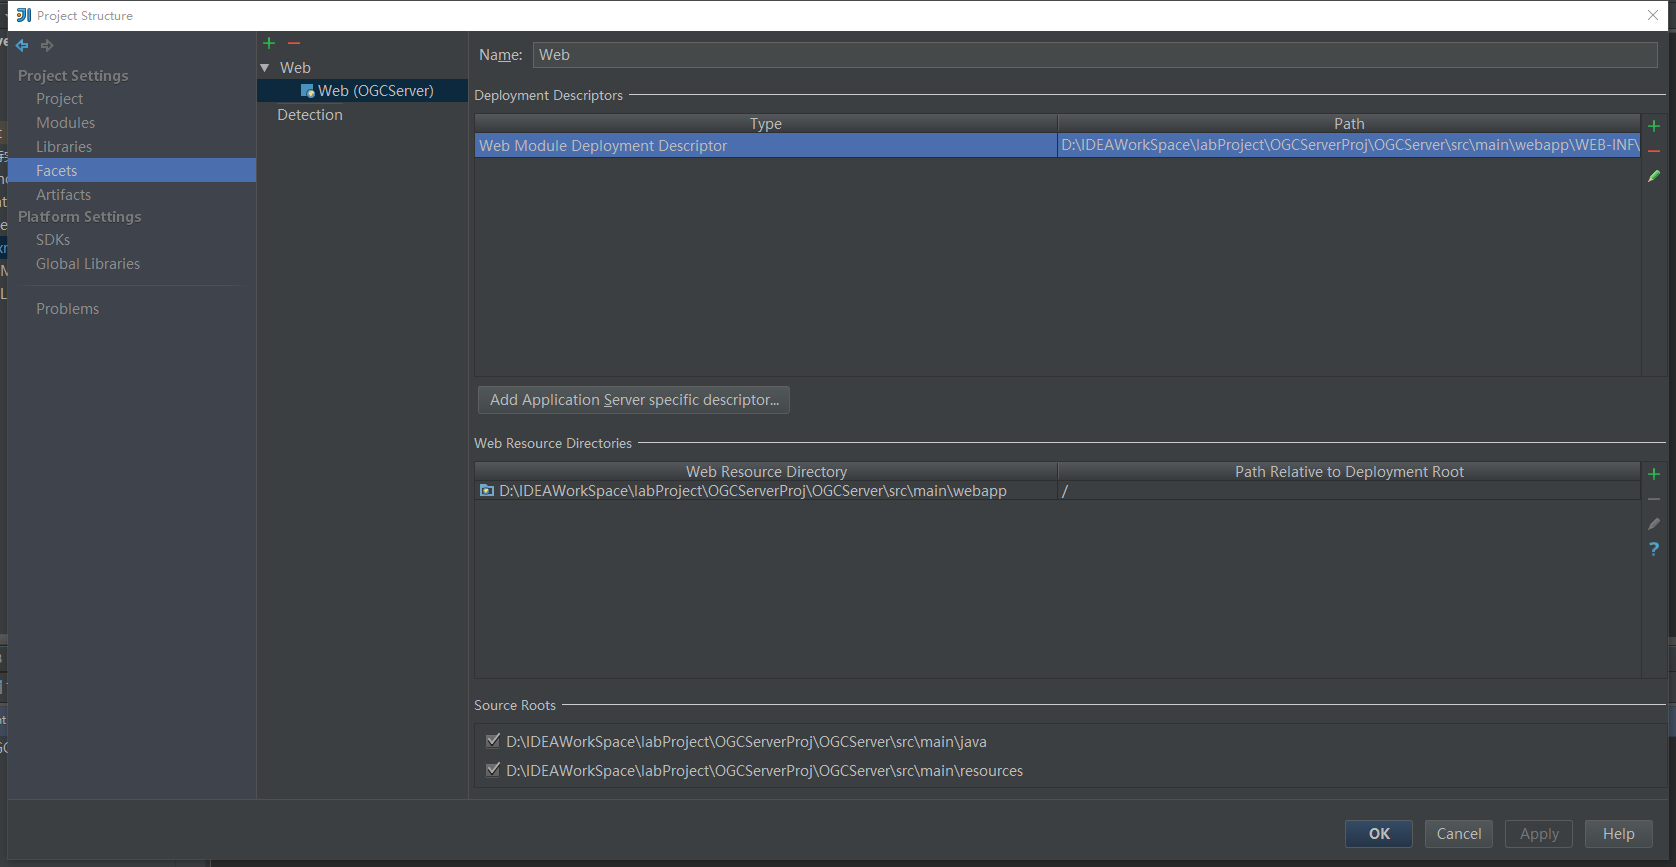 Project Structure
Project Settings
Project
Modules
Libraries
Facets
Artifacts
Platform Settings
SDKs
Global Libraries
Problems
Web
Web (OGCServer)
Detection
Name: Web
Deployment Descriptors
Type Path
Web Module Deployment Descriptor D:\IDEAWorkSpace\labProject\OGCServerProj\OGCServer\src\main\webapp\WEB-INF\
Add Application Server specific descriptor...
Web Resource Directories
Web Resource Directory Path Relative to Deployment Root
D:\IDEAWorkSpace\labProject\OGCServerProj\OGCServer\src\main\webapp /
Source Roots
D:\IDEAWorkSpace\labProject\OGCServerProj\OGCServer\src\main\java
D:\IDEAWorkSpace\labProject\OGCServerProj\OGCServer\src\main\resources
OK Cancel Apply Help